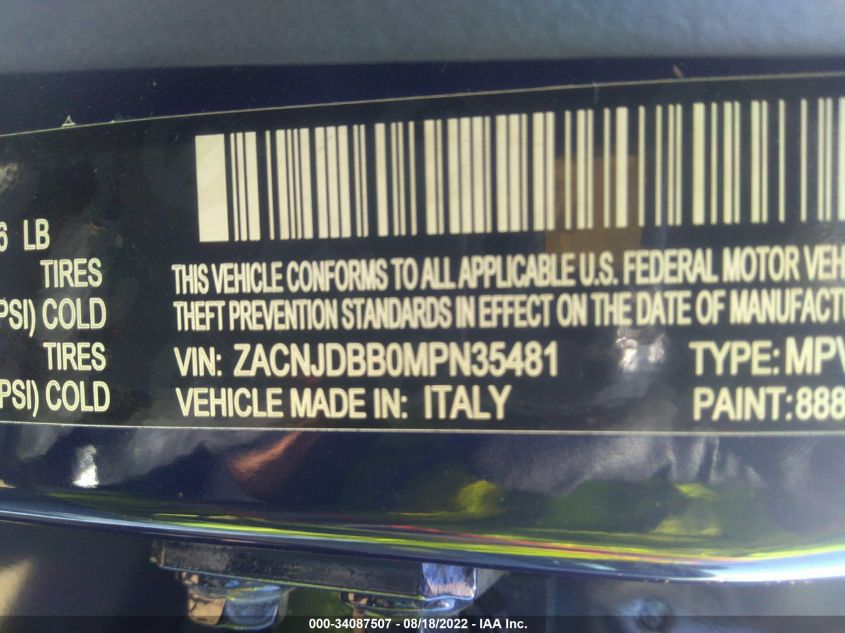 6 LB
TIRES
PSI) COLD
TIRES
PSI) COLD
THIS VEHICLE CONFORMS TO ALL APPLICABLE U.S. FEDERAL MOTOR VEH
THEFT PREVENTION STANDARDS IN EFFECT ON THE DATE OF MANUFACTU
VIN: ZACNJDBB0MPN35481 TYPE: MPV
VEHICLE MADE IN: ITALY PAINT: 888
000-34087507 - 08/18/2022 - IAA Inc.